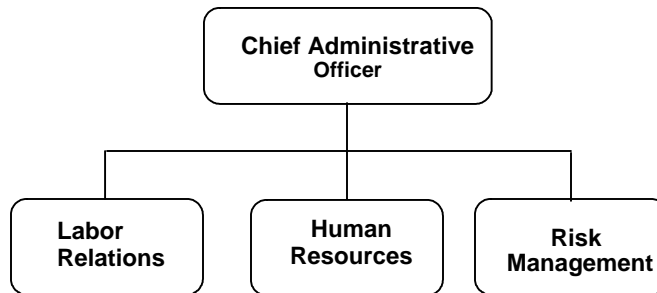 Chief Administrative
Officer
Labor
Relations
Human
Resources
Risk
Management